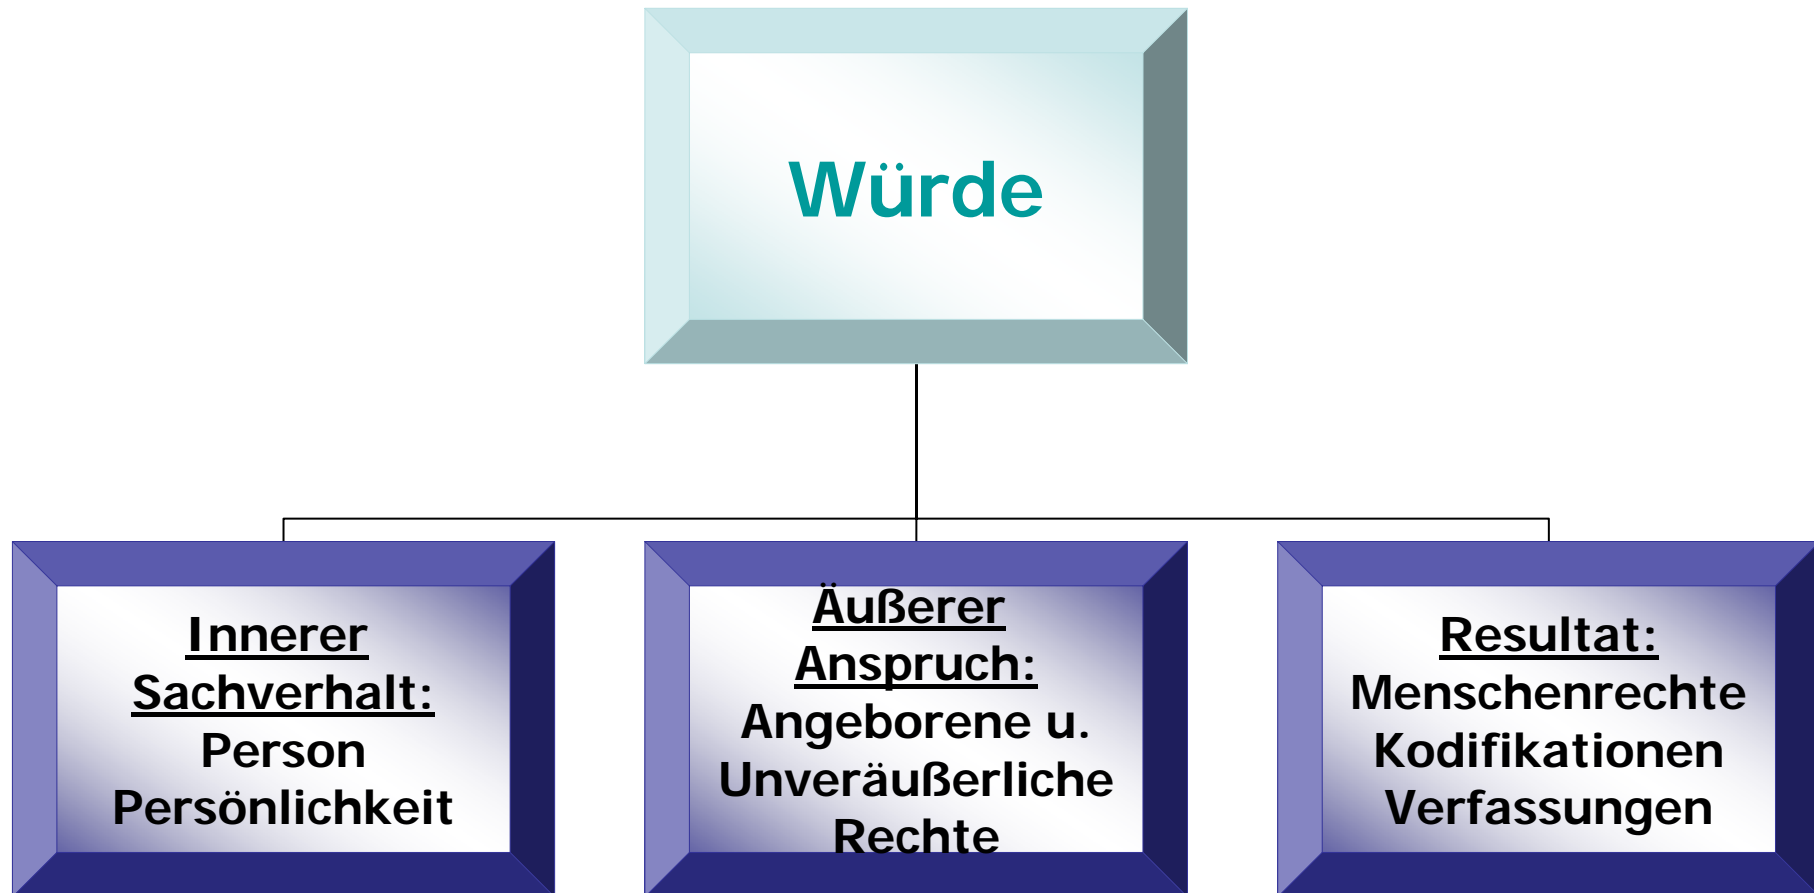 Würde
Innerer
Sachverhalt:
Person
Persönlichkeit
Äußerer
Anspruch:
Angeborene u.
Unveräußerliche
Rechte
Resultat:
Menschenrechte
Kodifikationen
Verfassungen